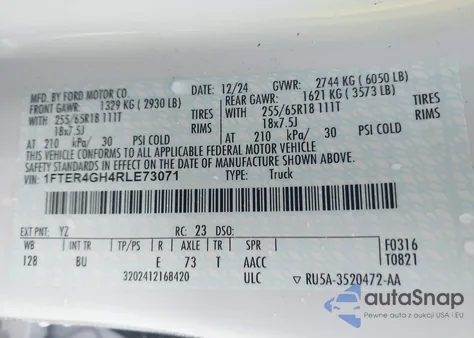 MFD. BY FORD MOTOR CO.
DATE: 12/24 GVWR: 2744 KG (6050 LB)
FRONT GAWR: 1329 KG (2930 LB) REAR GAWR: 1621 KG (3573 LB)
WITH 255/65R18 111T TIRES WITH 255/65R18 111T TIRES
18x7.5J RIMS 18x7.5J RIMS
AT 210 kPa/ 30 PSI COLD AT 210 kPa/ 30 PSI COLD
THIS VEHICLE CONFORMS TO ALL APPLICABLE FEDERAL MOTOR VEHICLE
SAFETY STANDARDS IN EFFECT ON THE DATE OF MANUFACTURE SHOWN ABOVE.
VIN: 1FTER4GH4RLE73071 TYPE: Truck
EXT PNT: YZ RC: 23 DSO:
WB INT TR TP/PS R AXLE TR SPR F0316
128 BU E 73 T AACC T0821
3202412168420 ULC ▽ RU5A-3520472-AA
autoSnap
Pewne auto z USA i EU